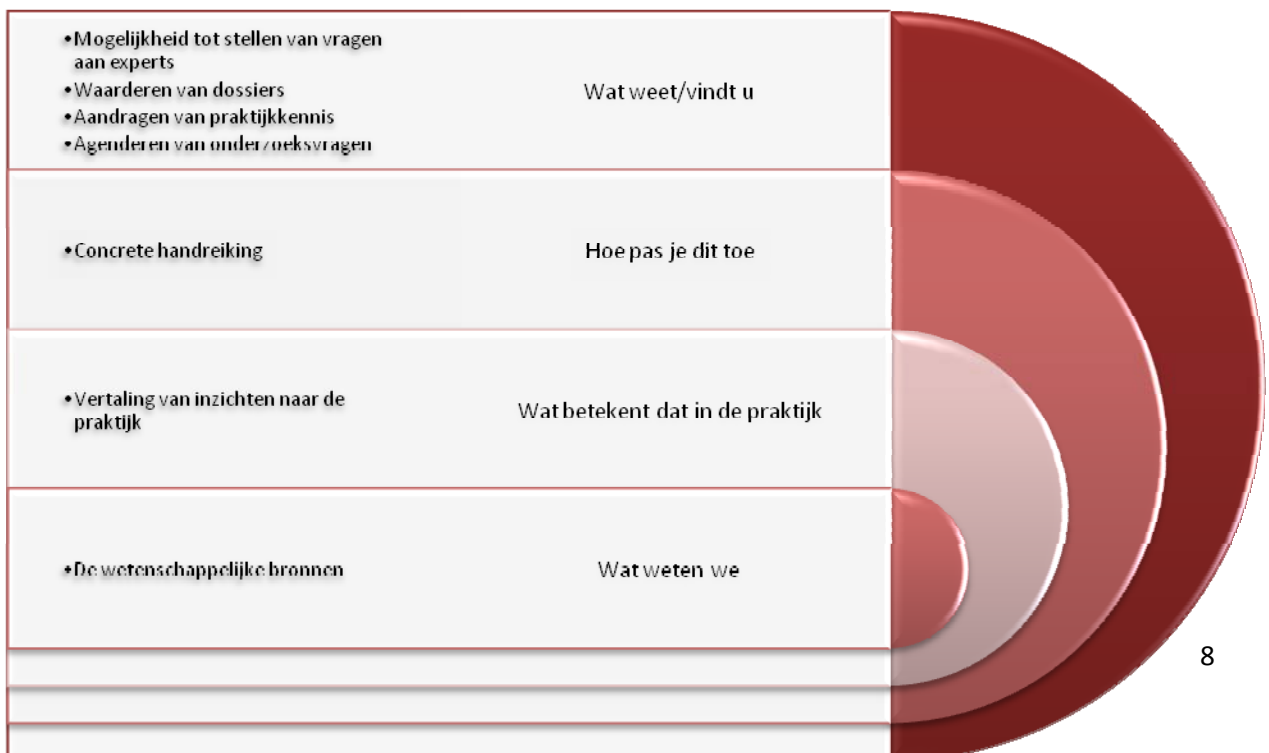 •Mogelijkheid tot stellen van vragen
aan experts
•Waarderen van dossiers
•Aandragen van praktijkkennis
•Agenderen van onderzoeksvragen
Wat weet/vindt u
•Concrete handreiking
Hoe pas je dit toe
•Vertaling van inzichten naar de
praktijk
Wat betekent dat in de praktijk
•De wetenschappelijke bronnen
Wat weten we
8